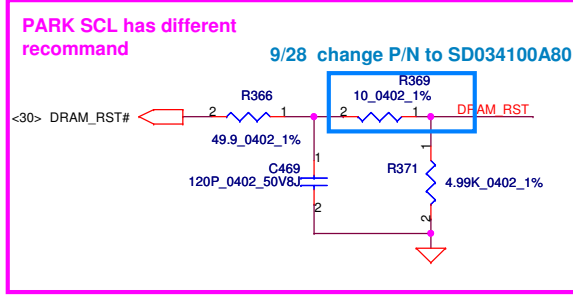 PARK SCL has different
recommand
9/28 change P/N to SD034100A80
R369
10_0402_1%
R366
<30> DRAM_RST#
2
1
2
1
DRAM_RST
49.9_0402_1%
C469
120P_0402_50V8J
1
2
R371
4.99K_0402_1%
1
2